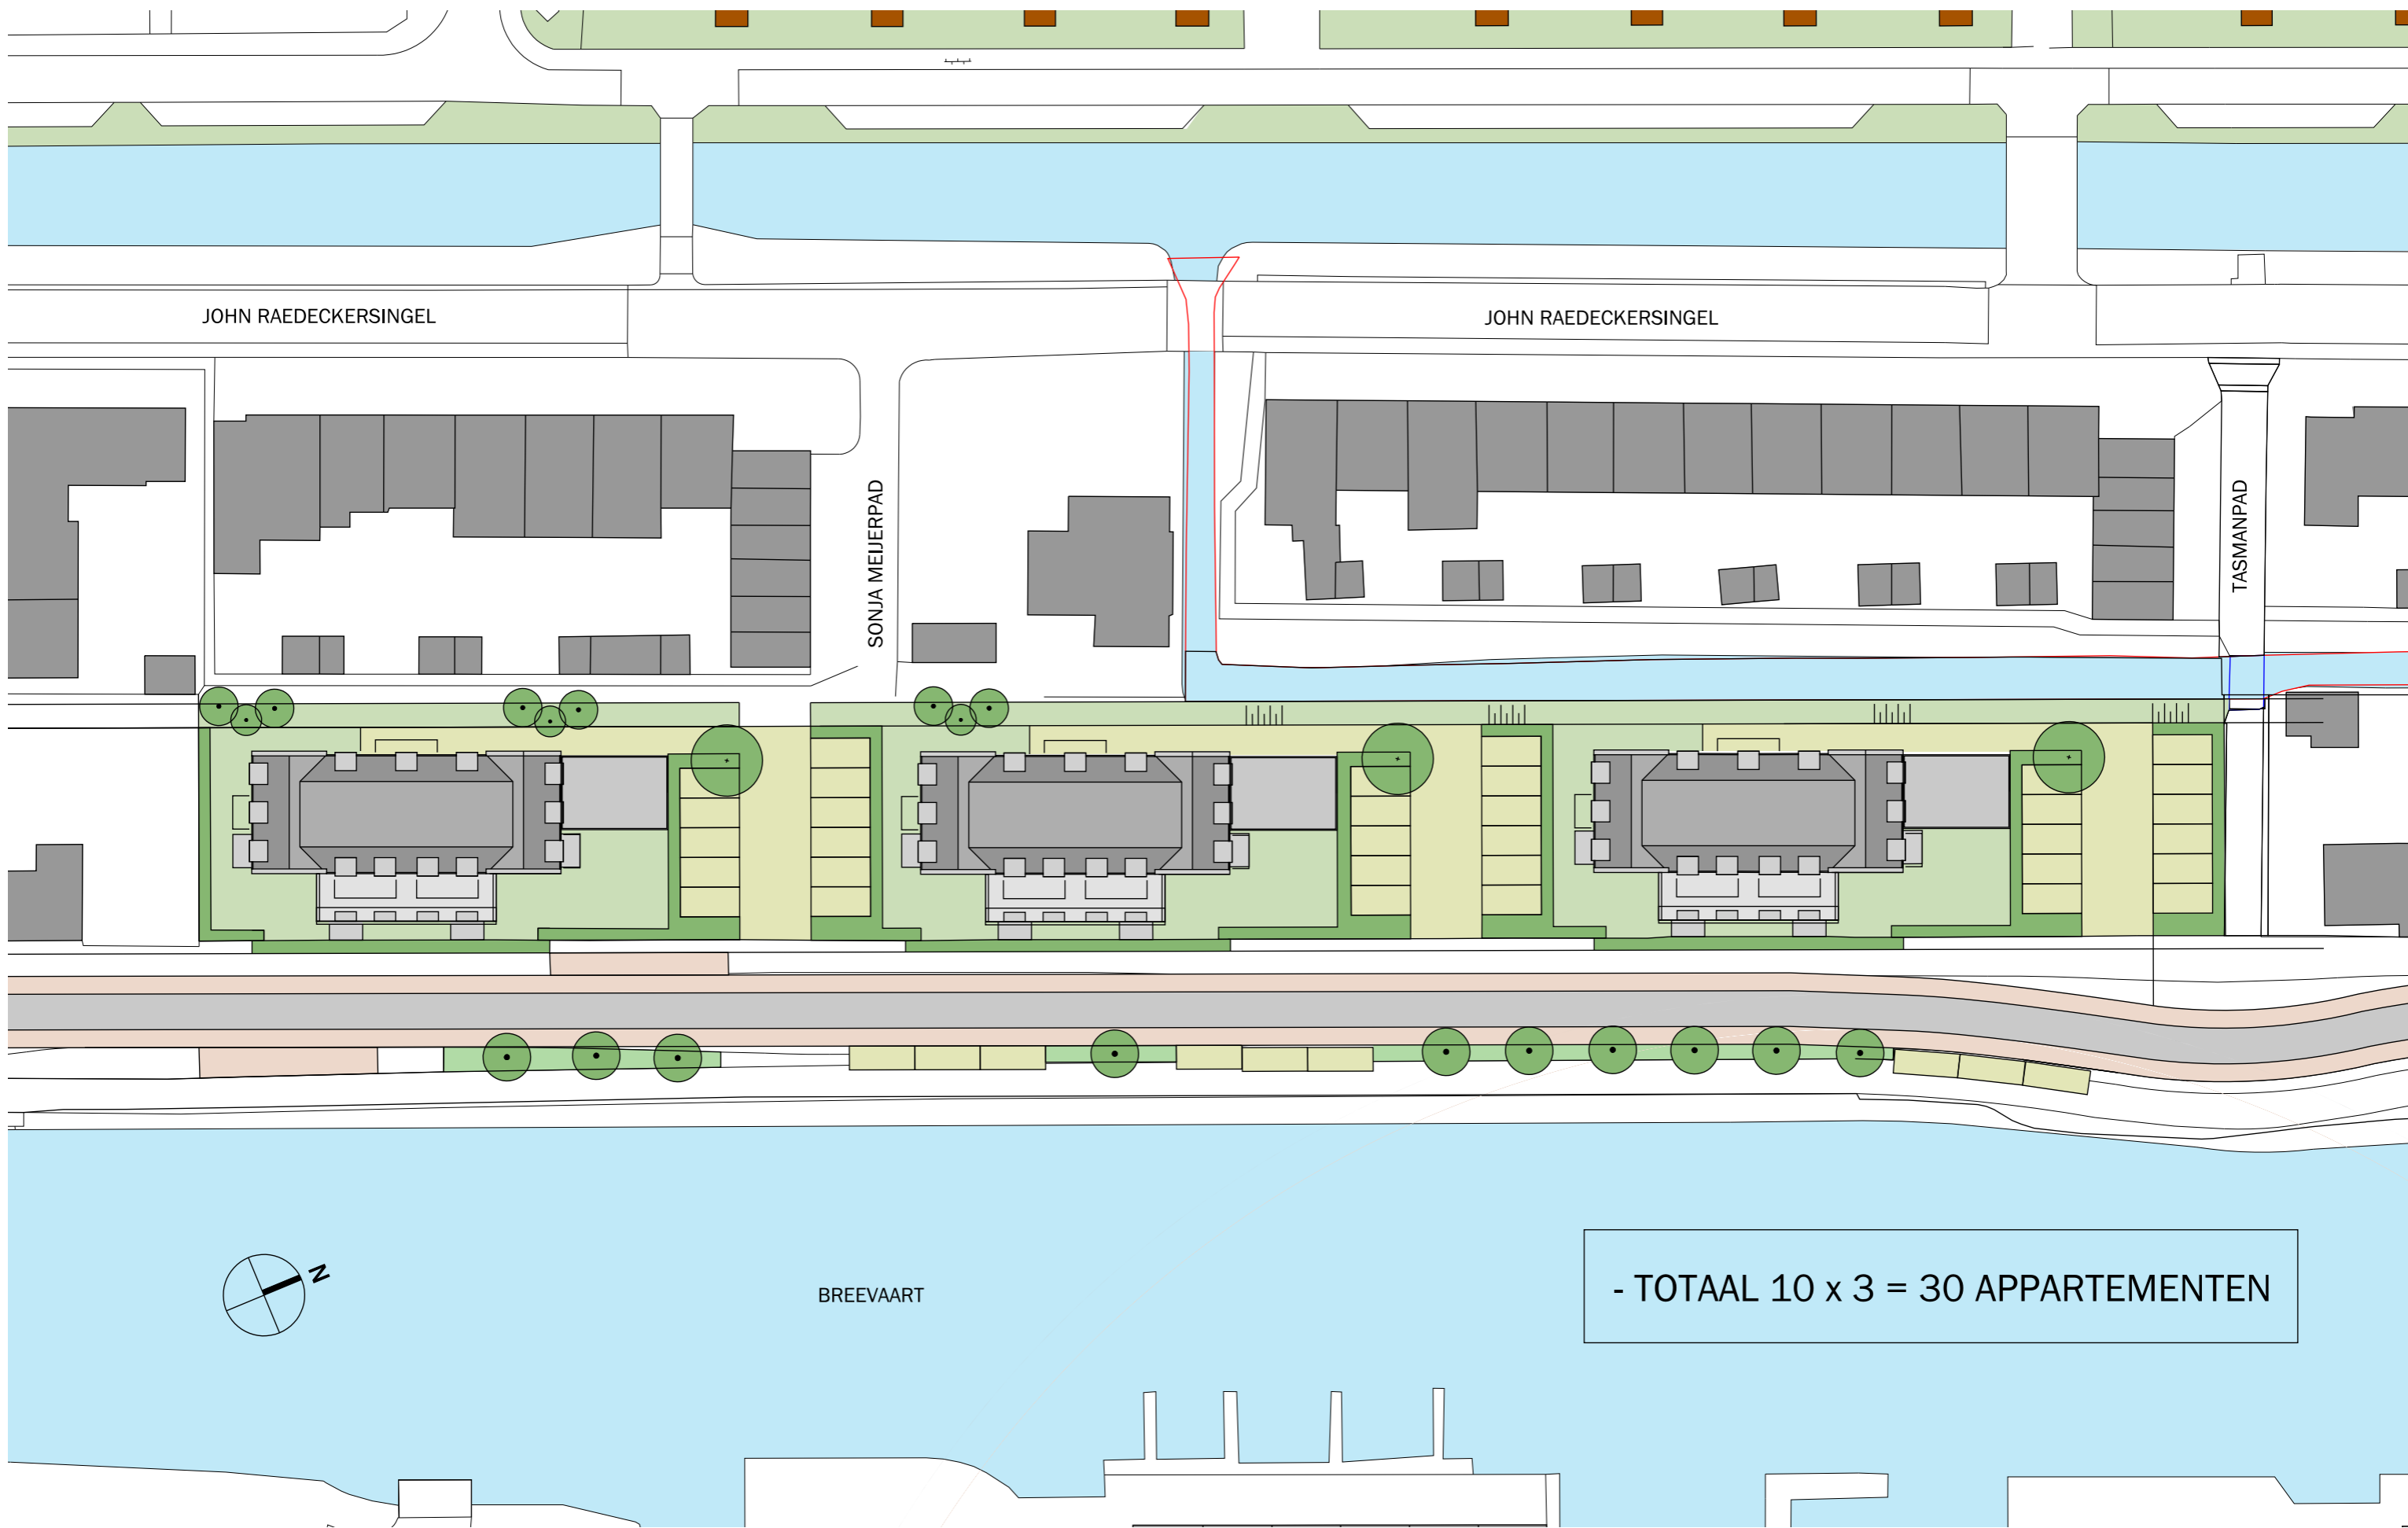 JOHN RAEDECKERSINGEL
JOHN RAEDECKERSINGEL
SONJA MEIJERPAD
TASMANPAD
N
BREEVAART
- TOTAAL 10 x 3 = 30 APPARTEMENTEN